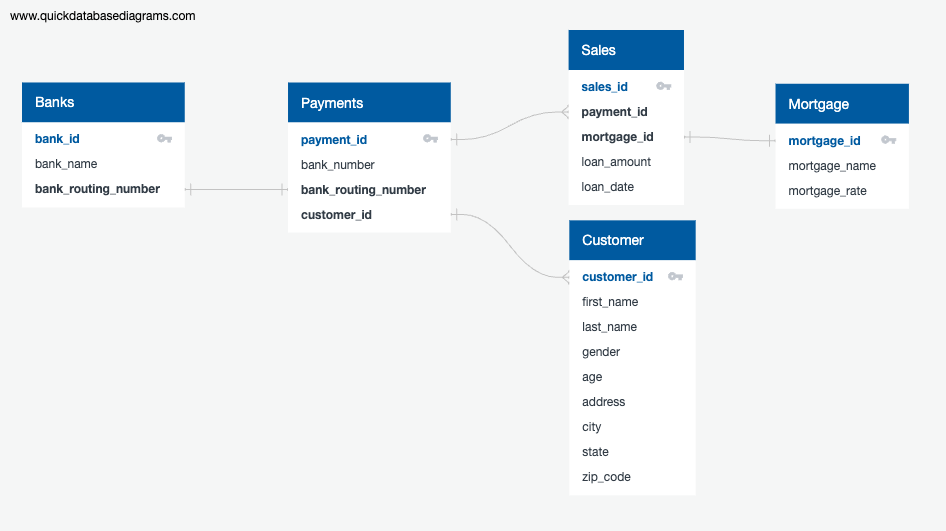 www.quickdatabasediagrams.com
Banks
bank_id
bank_name
bank_routing_number
Payments
payment_id
bank_number
bank_routing_number
customer_id
Sales
sales_id
payment_id
mortgage_id
loan_amount
loan_date
Mortgage
mortgage_id
mortgage_name
mortgage_rate
Customer
customer_id
first_name
last_name
gender
age
address
city
state
zip_code